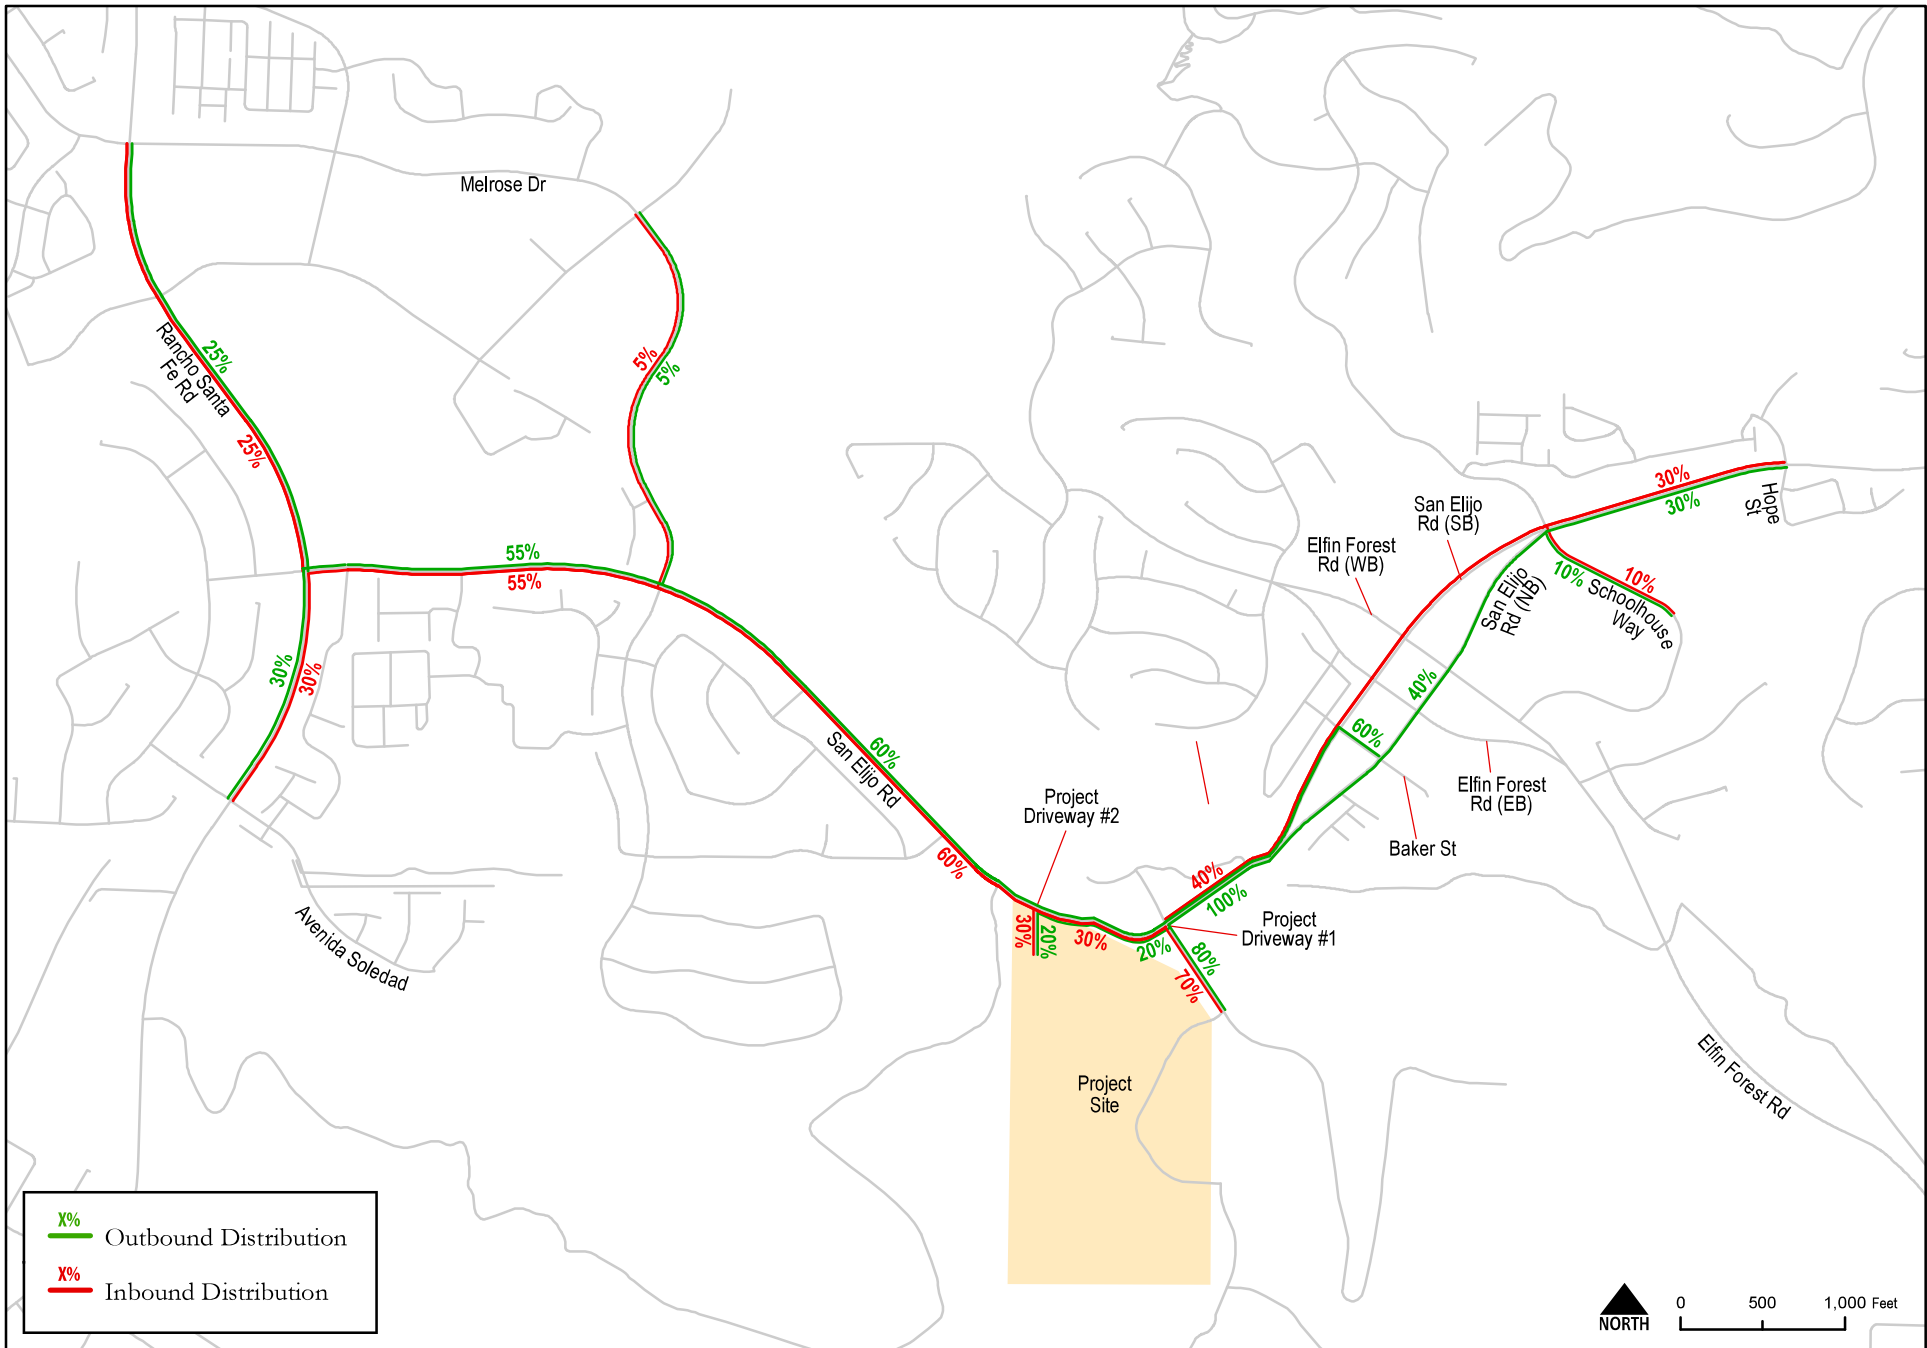 Melrose Dr
5%
5%
25%
Rancho Santa
Fe Rd
25%
30%
30%
Hope
St
San Elijo
Rd (SB)
Elfin Forest
Rd (WB)
55%
55%
San Elijo
Rd (NB)
10%
10%
Schoolhouse
Way
30%
30%
40%
60%
60%
San Elijo Rd
60%
Elfin Forest
Rd (EB)
Project
Driveway #2
Baker St
40%
100%
Project
Driveway #1
30%
20%
30%
20%
80%
70%
Avenida Soledad
Project
Site
Elfin Forest Rd
X%
Outbound Distribution
X%
Inbound Distribution
NORTH
0 500 1,000 Feet